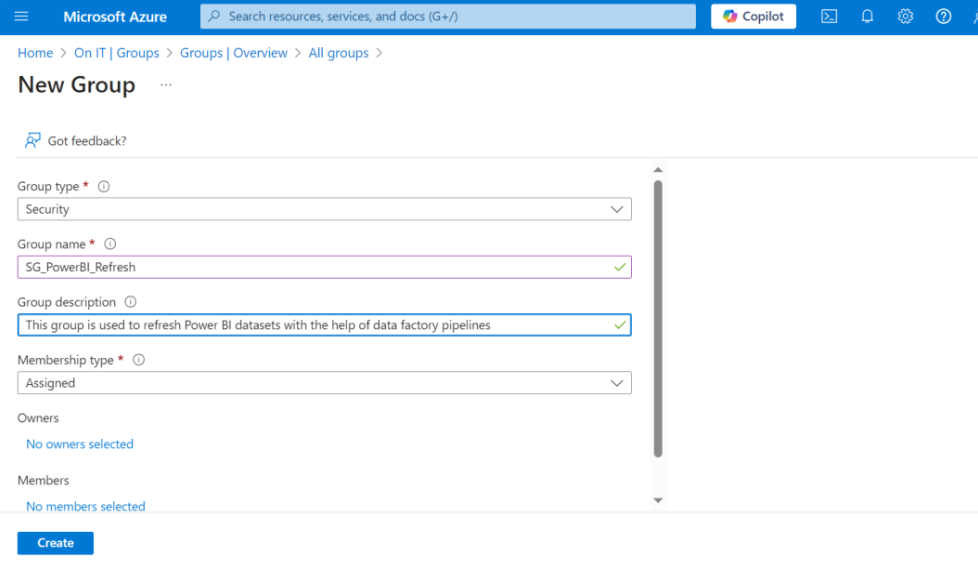 Microsoft Azure
Search resources, services, and docs (G+/)
Copilot
Home > On IT | Groups > Groups | Overview > All groups >
New Group ...
Got feedback?
Group type *
Security
Group name *
SG_PowerBI_Refresh
Group description
This group is used to refresh Power BI datasets with the help of data factory pipelines
Membership type *
Assigned
Owners
No owners selected
Members
No members selected
Create